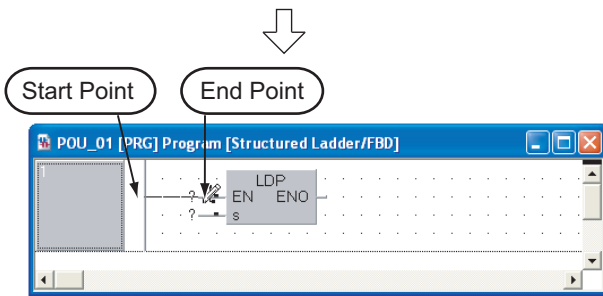 Start Point
End Point
POU_01 [PRG] Program [Structured Ladder/FBD]
1
LDP
? EN ENO
? s